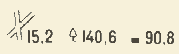 15,2 ♀ 140,6 = 90,8